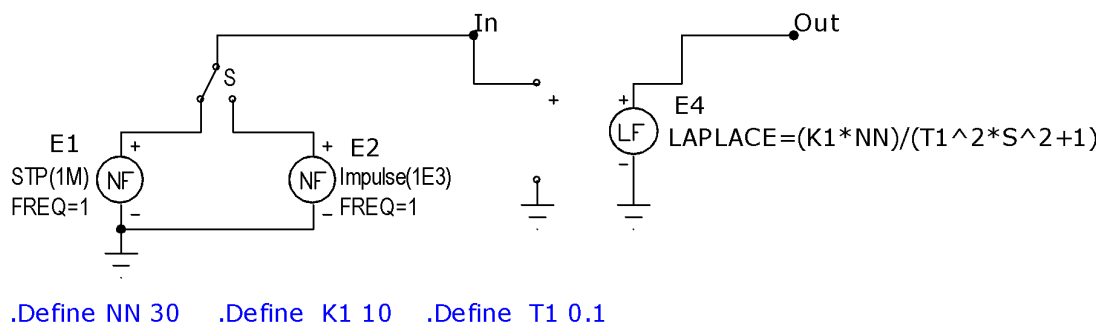 In
Out
S
+
E1
+
STP(1M)
NF
FREQ=1
−
+
E2
NF
Impulse(1E3)
−
FREQ=1
+
E4
LF
LAPLACE=(K1*NN)/(T1^2*S^2+1)
−
.Define NN 30 .Define K1 10 .Define T1 0.1